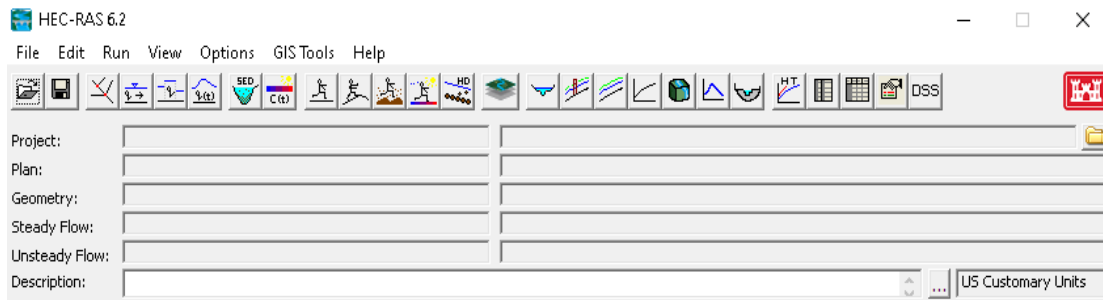 HEC-RAS 6.2
File Edit Run View Options GIS Tools Help
SED C(t) HD HT DSS
Project:
Plan:
Geometry:
Steady Flow:
Unsteady Flow:
Description: ... US Customary Units